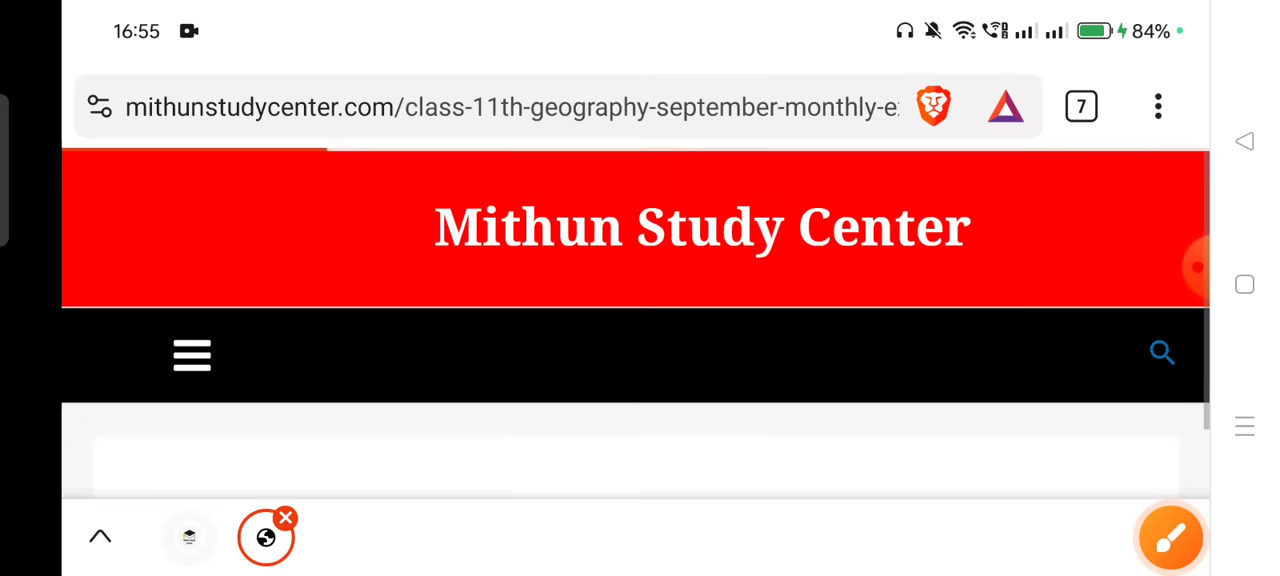 16:55
84%
mithunstudycenter.com/class-11th-geography-september-monthly-e
7
Mithun Study Center